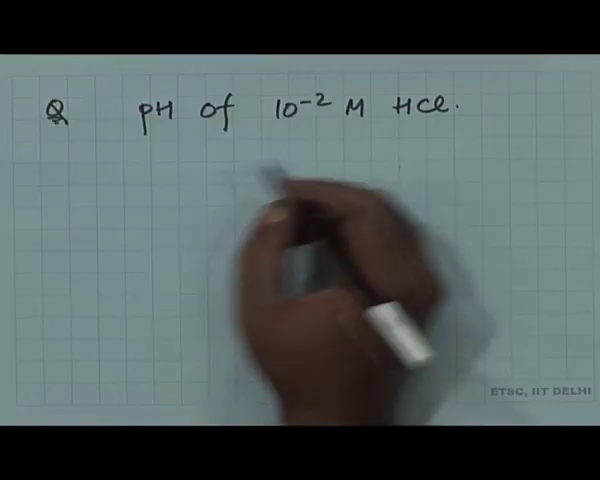 Q pH of 10⁻² M HCl.
ETSC, IIT DELHI